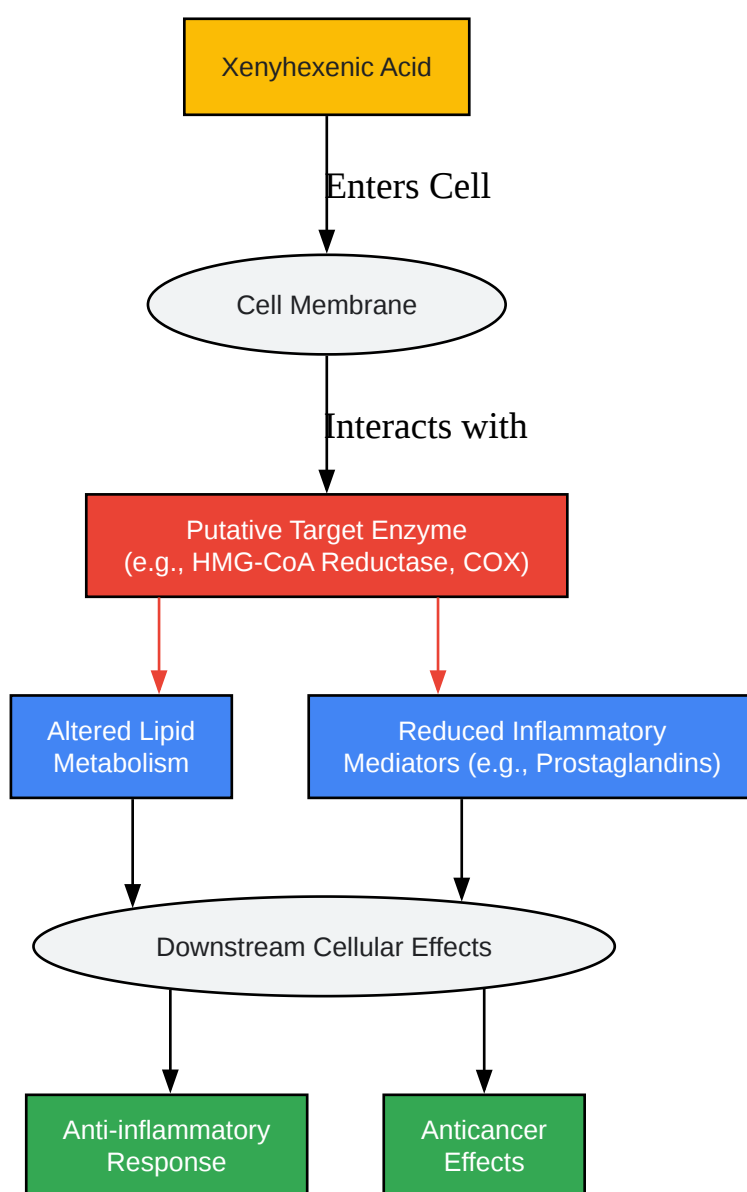 Xenyhexenic Acid
Enters Cell
Cell Membrane
Interacts with
Putative Target Enzyme
(e.g., HMG-CoA Reductase, COX)
Altered Lipid
Metabolism
Reduced Inflammatory
Mediators (e.g., Prostaglandins)
Downstream Cellular Effects
Anti-inflammatory
Response
Anticancer
Effects